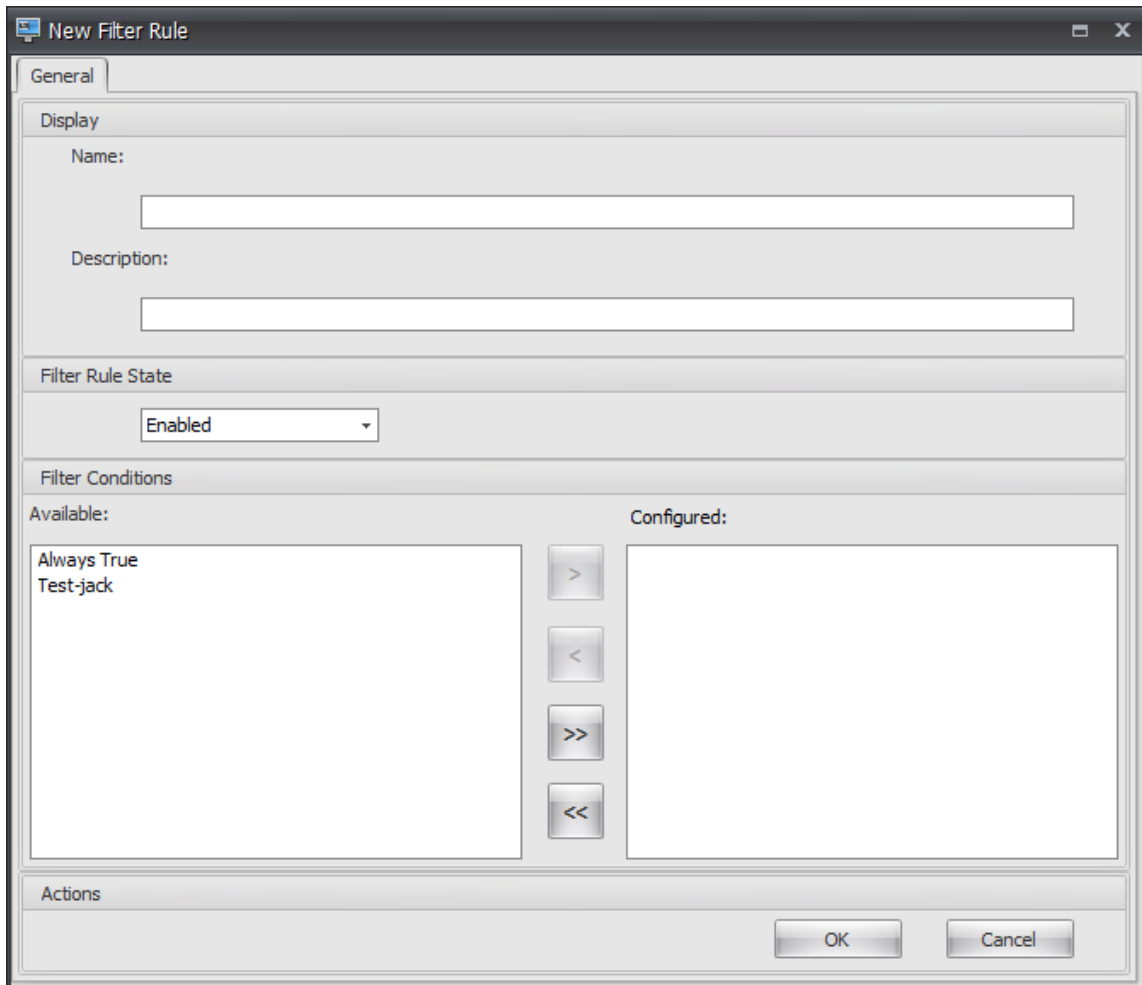 New Filter Rule
General
Display
Name:
Description:
Filter Rule State
Enabled
Filter Conditions
Available:
Configured:
Always True
Test-jack
>
<
>>
<<
Actions
OK
Cancel